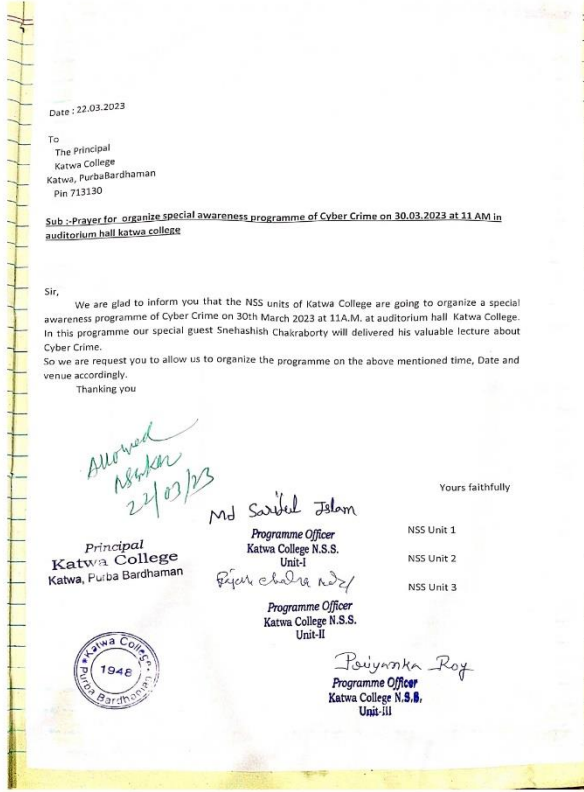 Date : 22.03.2023
To
The Principal
Katwa College
Katwa, PurbaBardhaman
Pin 713130
Sub :-Prayer for organize special awareness programme of Cyber Crime on 30.03.2023 at 11 AM in
auditorium hall katwa college
Sir,
We are glad to inform you that the NSS units of Katwa College are going to organize a special
awareness programme of Cyber Crime on 30th March 2023 at 11A.M. at auditorium hall Katwa College.
In this programme our special guest Snehashish Chakraborty will delivered his valuable lecture about
Cyber Crime.
So we are request you to allow us to organize the programme on the above mentioned time, Date and
venue accordingly.
Thanking you
Allowed
22/03/23
Principal
Katwa College
Katwa, Purba Bardhaman
Katwa College
Purba Bardhaman
1948
Yours faithfully
Md Sariful Islam
Programme Officer
Katwa College N.S.S.
Unit-I
NSS Unit 1
NSS Unit 2
NSS Unit 3
Programme Officer
Katwa College N.S.S.
Unit-II
Priyanka Roy
Programme Officer
Katwa College N.S.S.
Unit-III